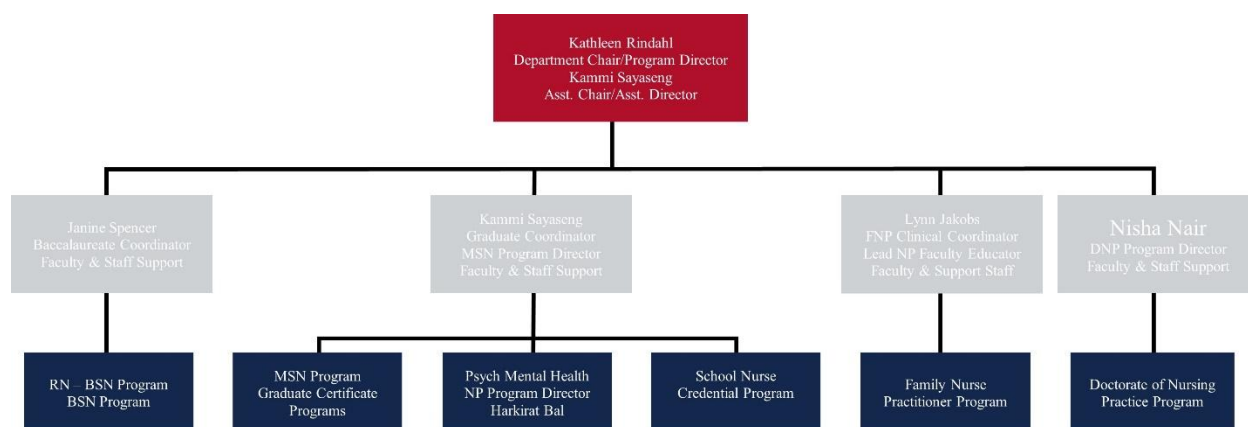 Kathleen Rindahl
Department Chair/Program Director
Kammi Sayaseng
Asst. Chair/Asst. Director
Janine Spencer
Baccalaureate Coordinator
Faculty & Staff Support
Kammi Sayaseng
Graduate Coordinator
MSN Program Director
Faculty & Staff Support
Lynn Jakobs
FNP Clinical Coordinator
Lead NP Faculty Educator
Faculty & Support Staff
Nisha Nair
DNP Program Director
Faculty & Staff Support
RN – BSN Program
BSN Program
MSN Program
Graduate Certificate
Programs
Psych Mental Health
NP Program Director
Harkirat Bal
School Nurse
Credential Program
Family Nurse
Practitioner Program
Doctorate of Nursing
Practice Program